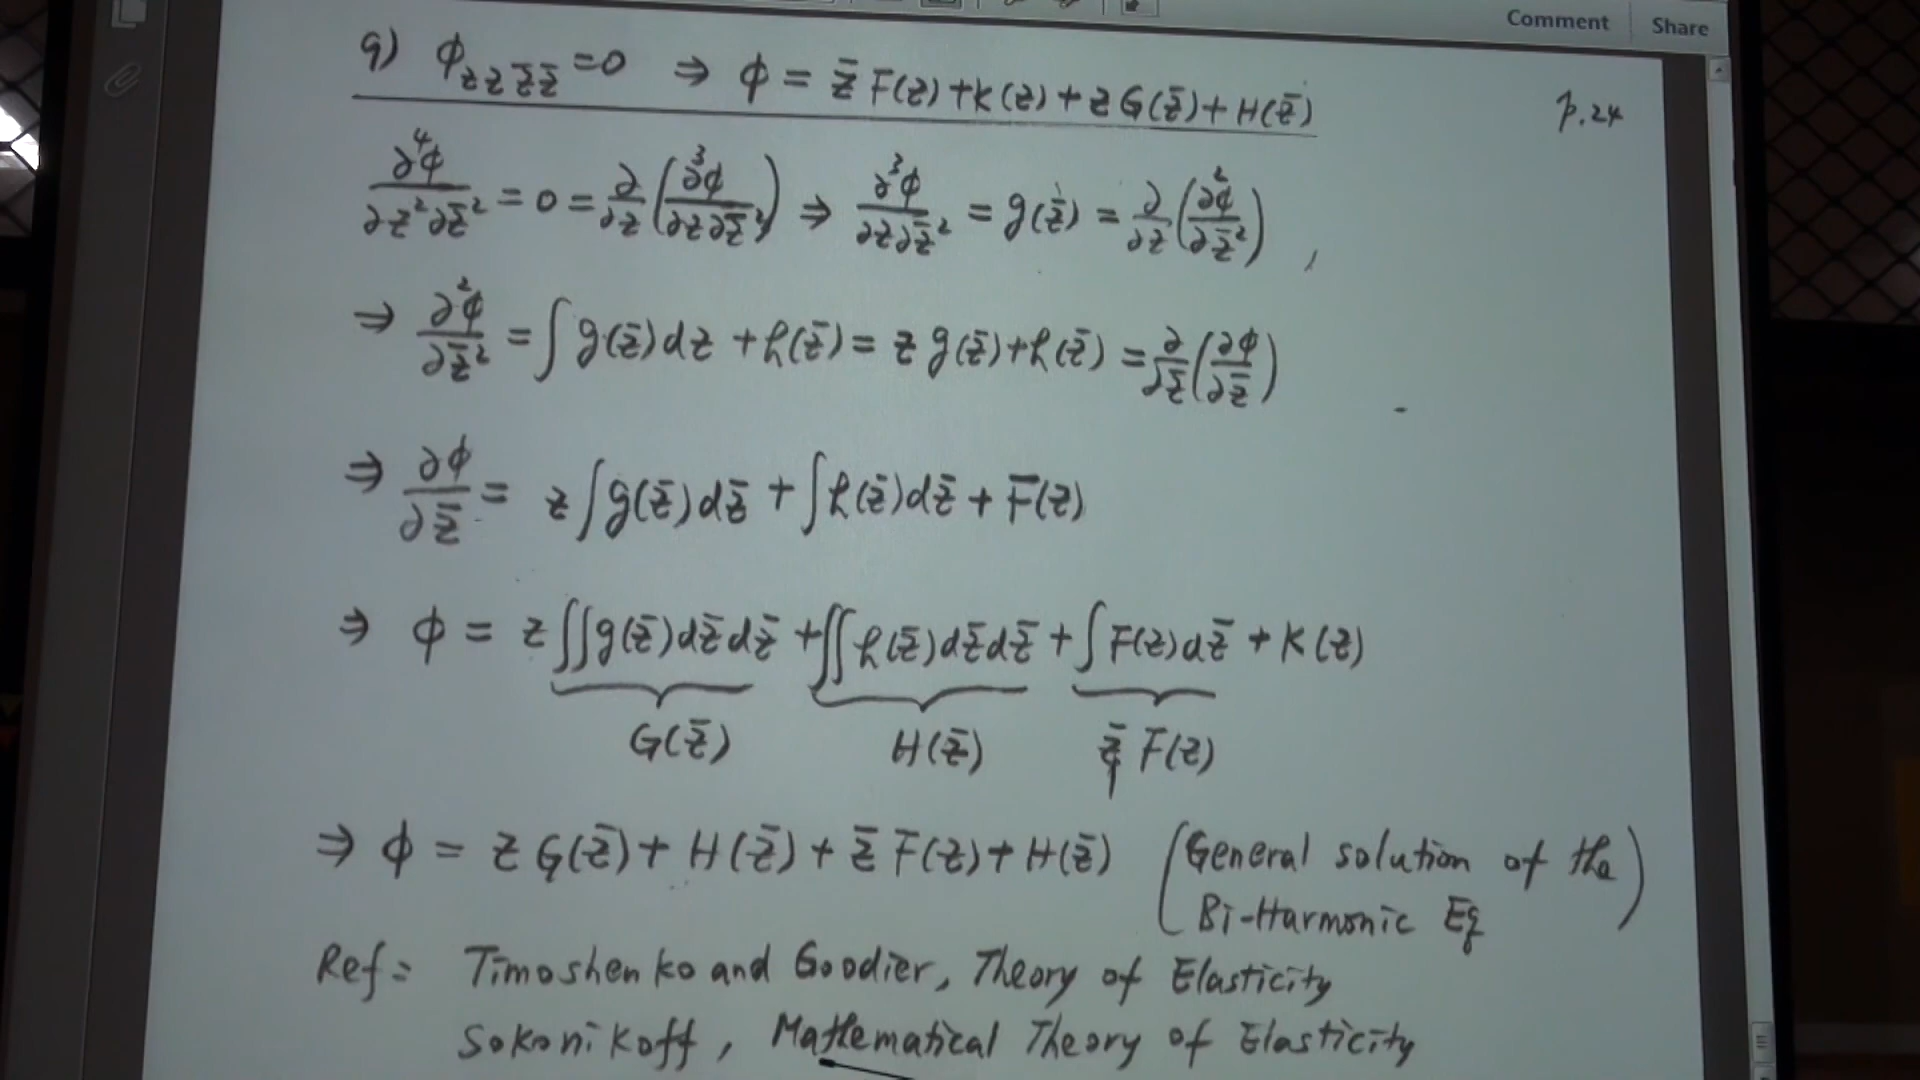 Comment Share
9) ϕ_{zz z̄z̄} = 0 ⇒ ϕ = z̄ F(z) + K(z) + z G(z̄) + H(z̄)
p.24
∂⁴ϕ/∂z²∂z̄² = 0 = ∂/∂z (∂³ϕ/∂z∂z̄²) ⇒ ∂³ϕ/∂z∂z̄² = g(z̄) = ∂/∂z (∂²ϕ/∂z̄²) ,
⇒ ∂²ϕ/∂z̄² = ∫ g(z̄) dz + h(z̄) = z g(z̄) + h(z̄) = ∂/∂z̄ (∂ϕ/∂z̄)
⇒ ∂ϕ/∂z̄ = z ∫ g(z̄) dz̄ + ∫ h(z̄) dz̄ + F(z)
⇒ ϕ = z ∬ g(z̄) dz̄ dz̄ + ∬ h(z̄) dz̄ dz̄ + ∫ F(z) dz̄ + K(z)
G(z̄) H(z̄) z̄ F(z)
⇒ ϕ = z G(z̄) + H(z̄) + z̄ F(z) + H(z̄) (General solution of the
Bi-Harmonic Eq)
Ref: Timoshenko and Goodier, Theory of Elasticity
Sokonikoff, Mathematical Theory of Elasticity